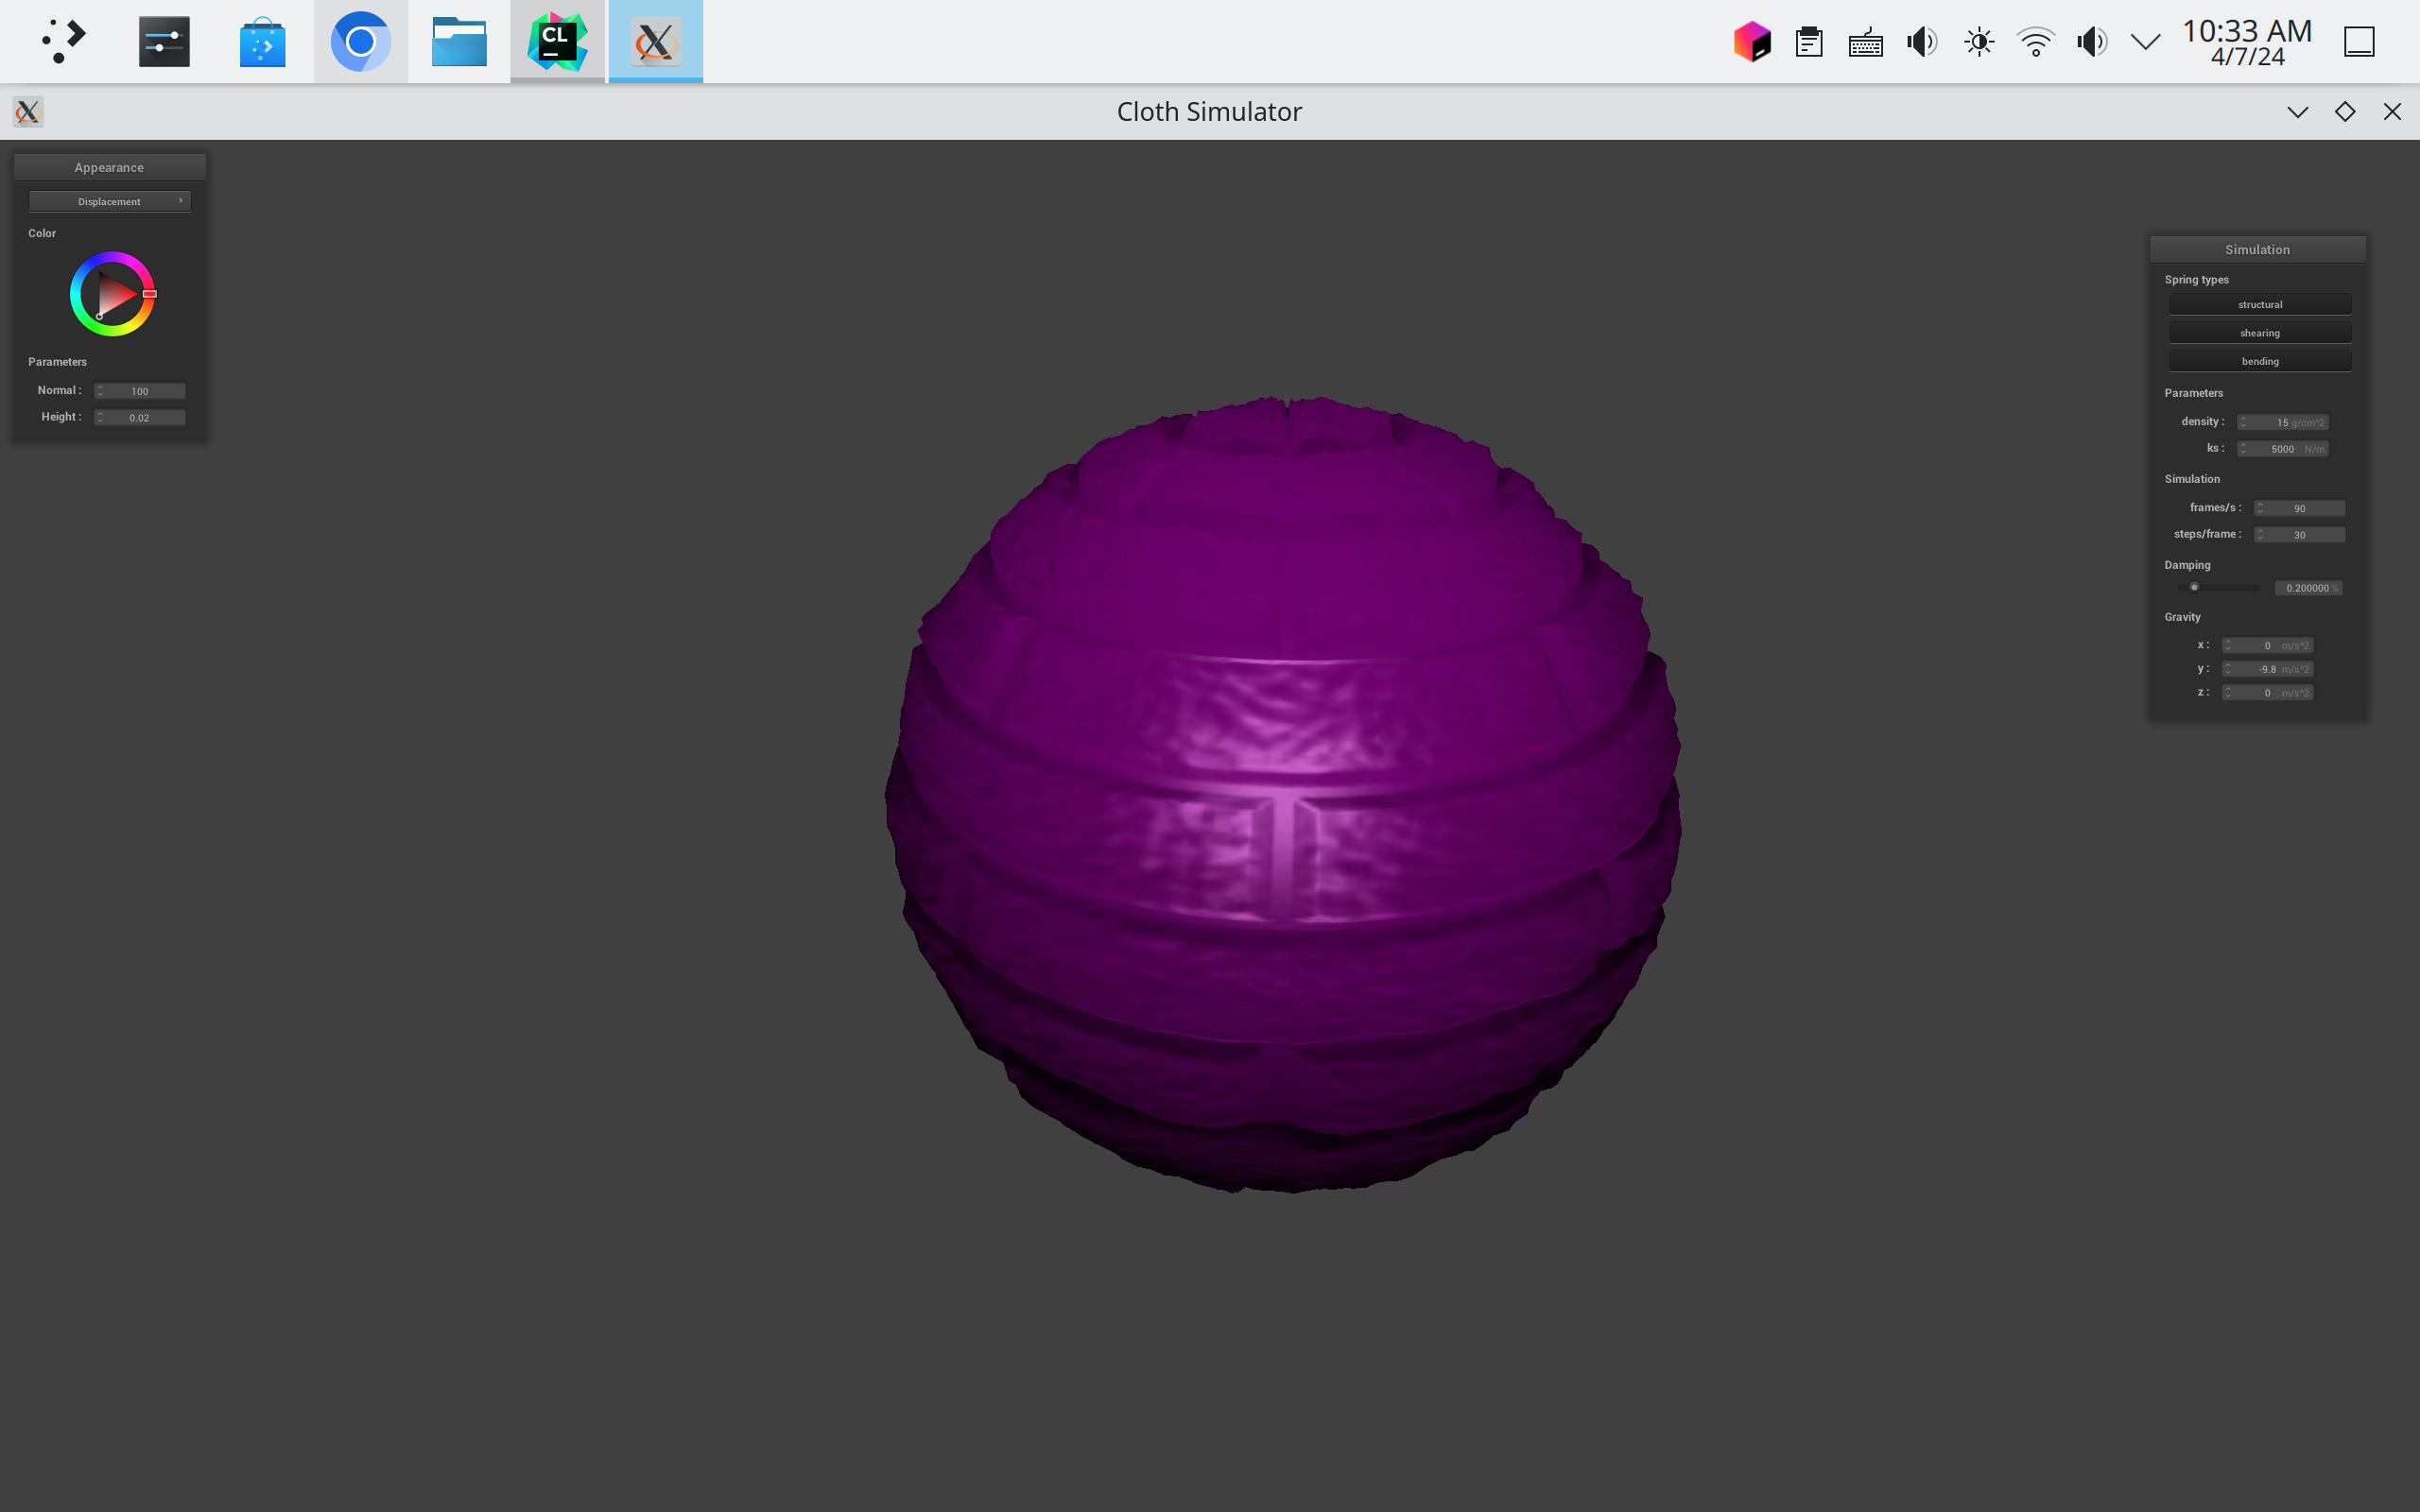 CL
10:33 AM
4/7/24
Cloth Simulator
Appearance
Displacement
Color
Parameters
Normal : 100
Height : 0.02
Simulation
Spring types
structural
shearing
bending
Parameters
density : 15 g/cm^2
ks : 5000 N/m
Simulation
frames/s : 90
steps/frame : 30
Damping
0.200000 %
Gravity
x : 0 m/s^2
y : -9.8 m/s^2
z : 0 m/s^2